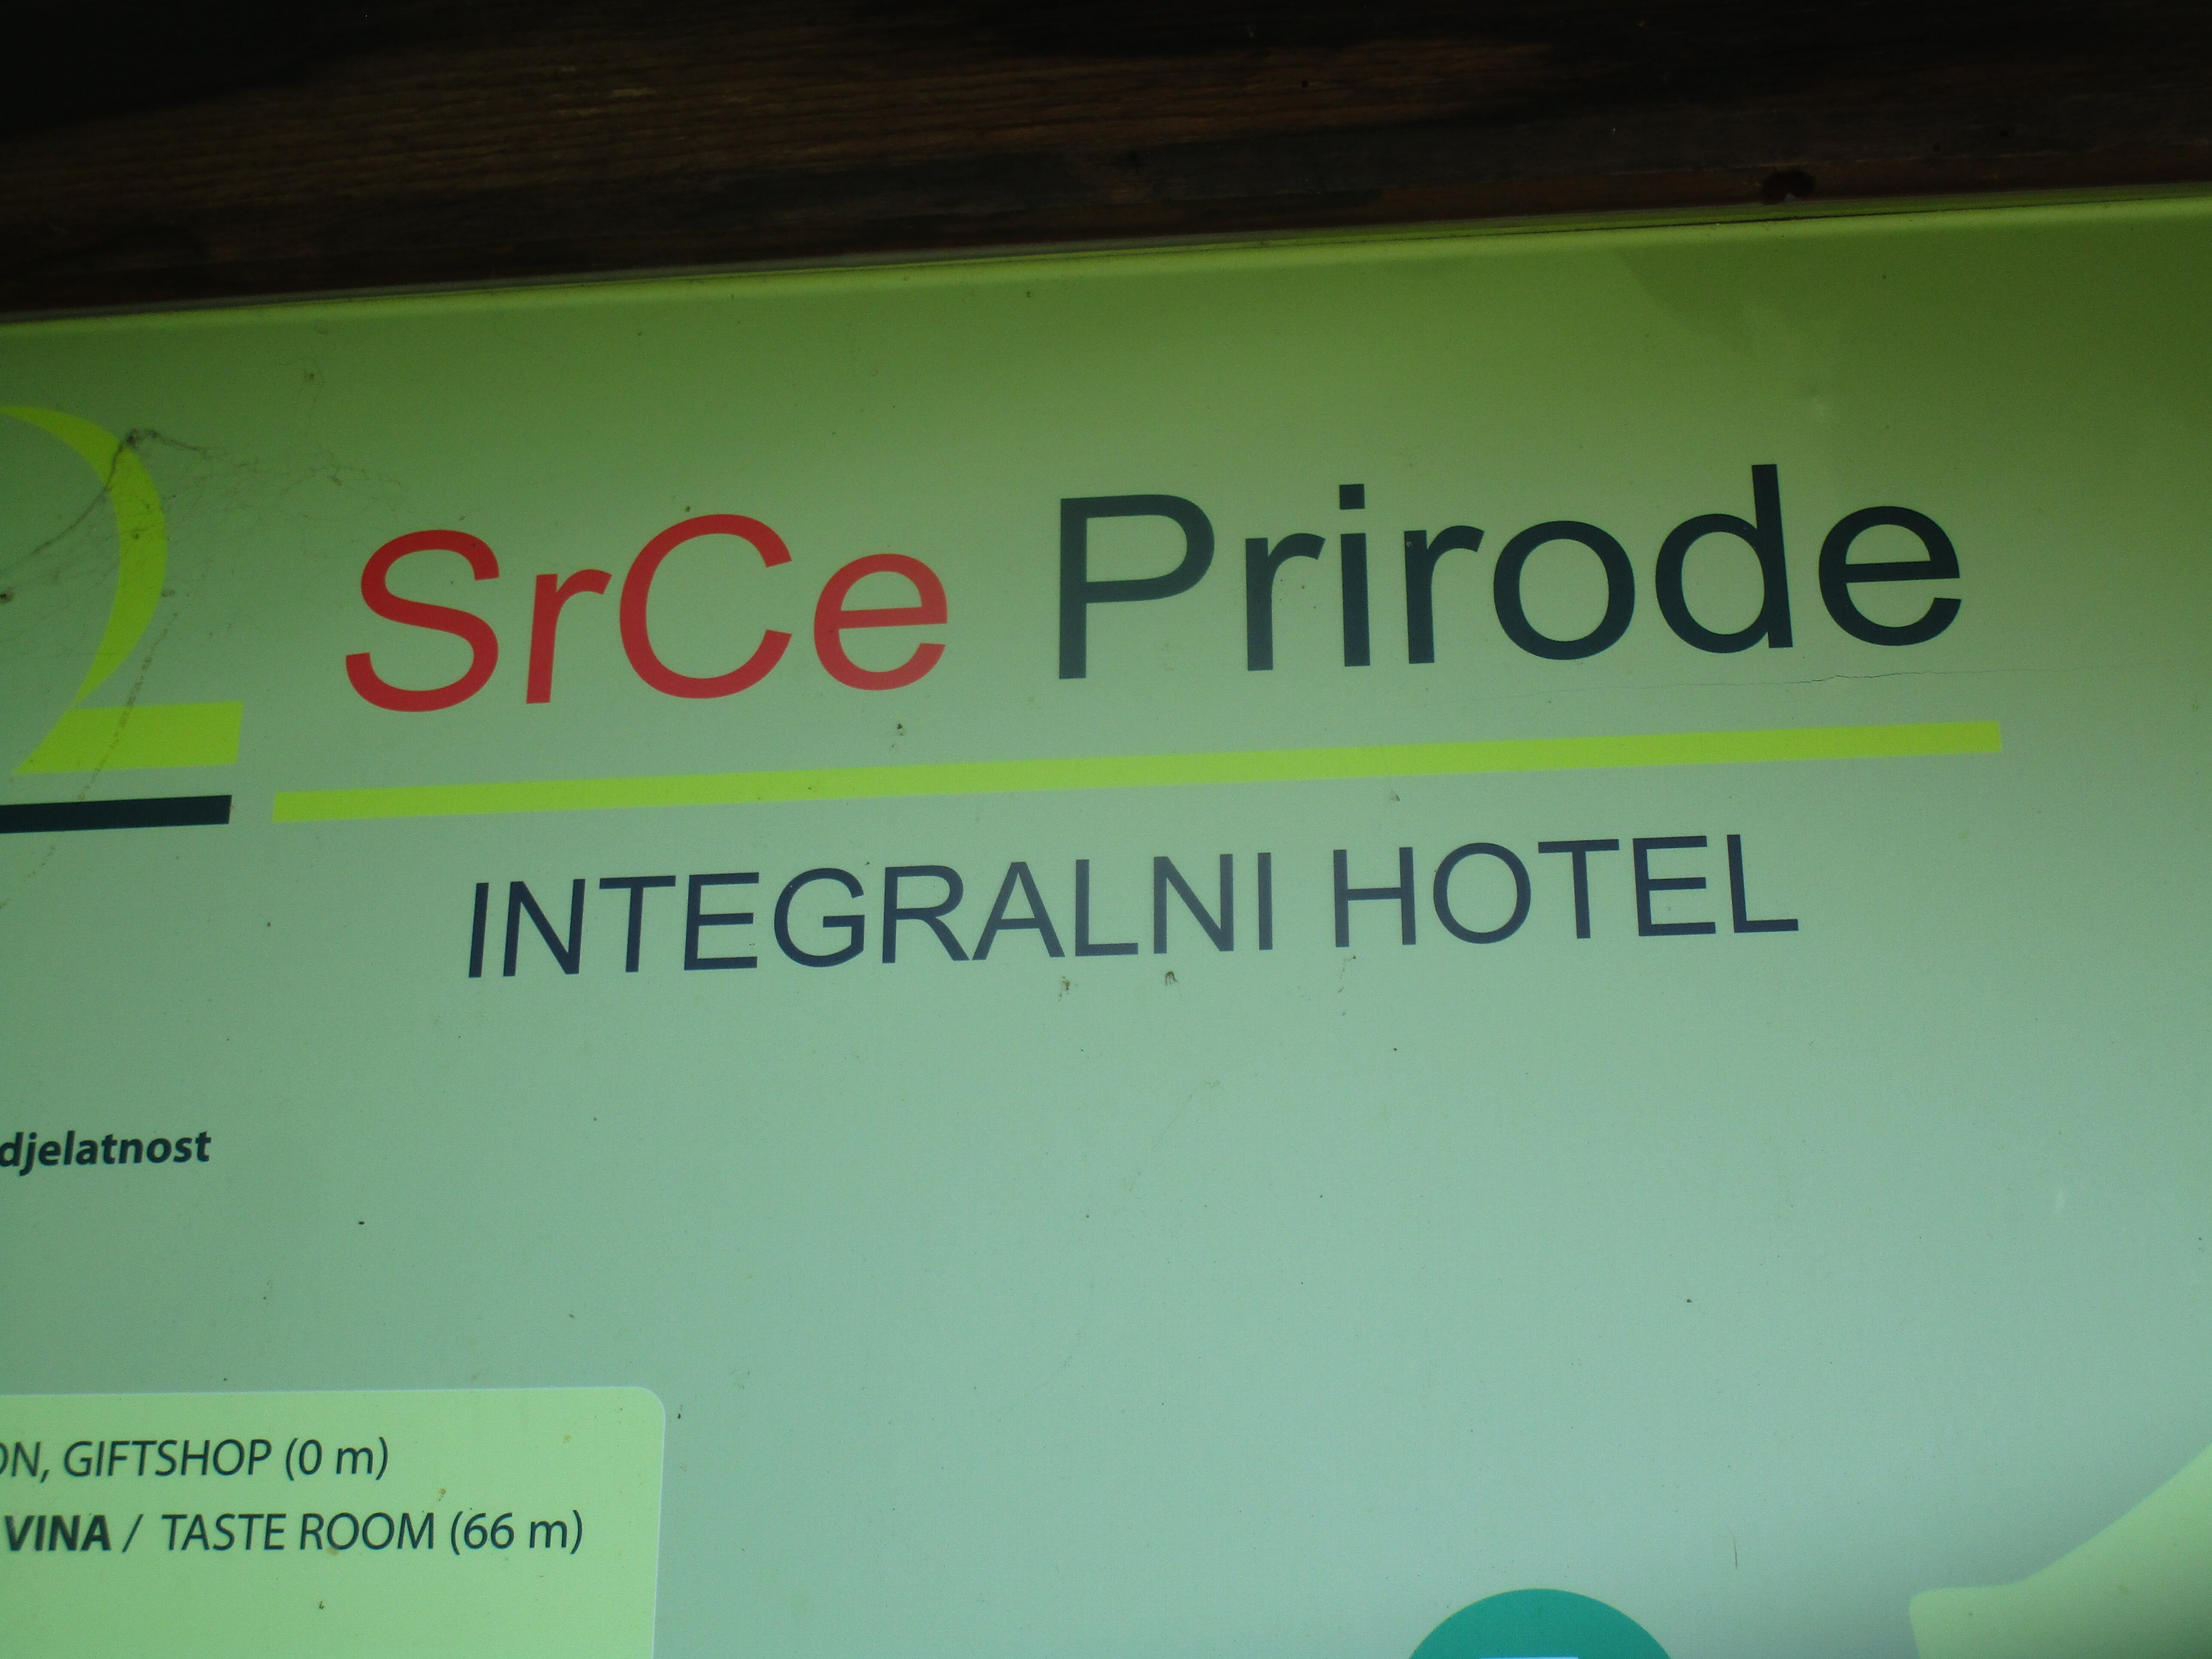 SrCe Prirode
INTEGRALNI HOTEL
djelatnost
GIFTSHOP (0 m)
VINA / TASTE ROOM (66 m)